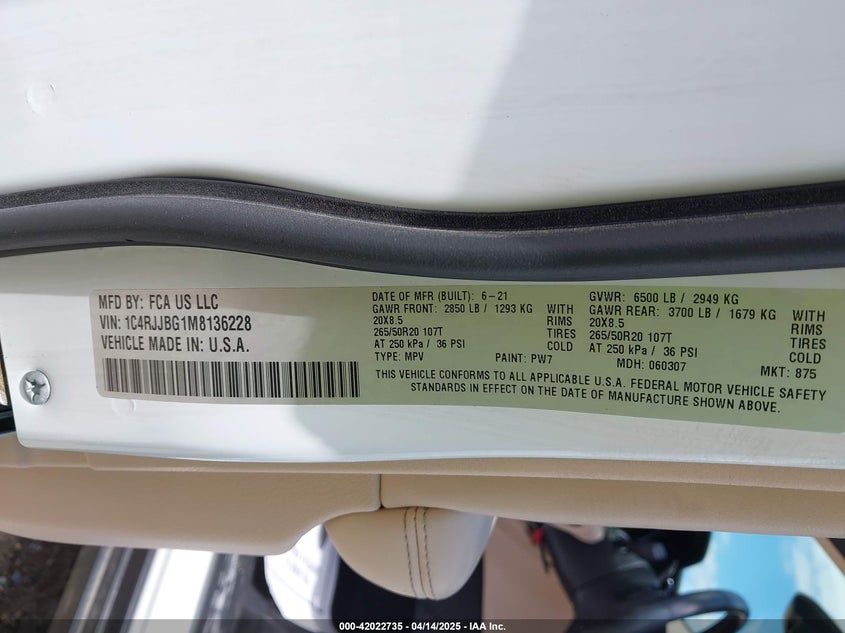 MFD BY: FCA US LLC
VIN: 1C4RJJBG1M8136228
VEHICLE MADE IN: U.S.A.
DATE OF MFR (BUILT): 6-21
GAWR FRONT: 2850 LB / 1293 KG WITH
20X8.5 RIMS
265/50R20 107T TIRES
AT 250 kPa / 36 PSI COLD
TYPE: MPV PAINT: PW7
GVWR: 6500 LB / 2949 KG
GAWR REAR: 3700 LB / 1679 KG WITH
20X8.5 RIMS
265/50R20 107T TIRES
AT 250 kPa / 36 PSI COLD
MDH: 060307 MKT: 875
THIS VEHICLE CONFORMS TO ALL APPLICABLE U.S.A. FEDERAL MOTOR VEHICLE SAFETY
STANDARDS IN EFFECT ON THE DATE OF MANUFACTURE SHOWN ABOVE.
000-42022735 - 04/14/2025 - IAA Inc.